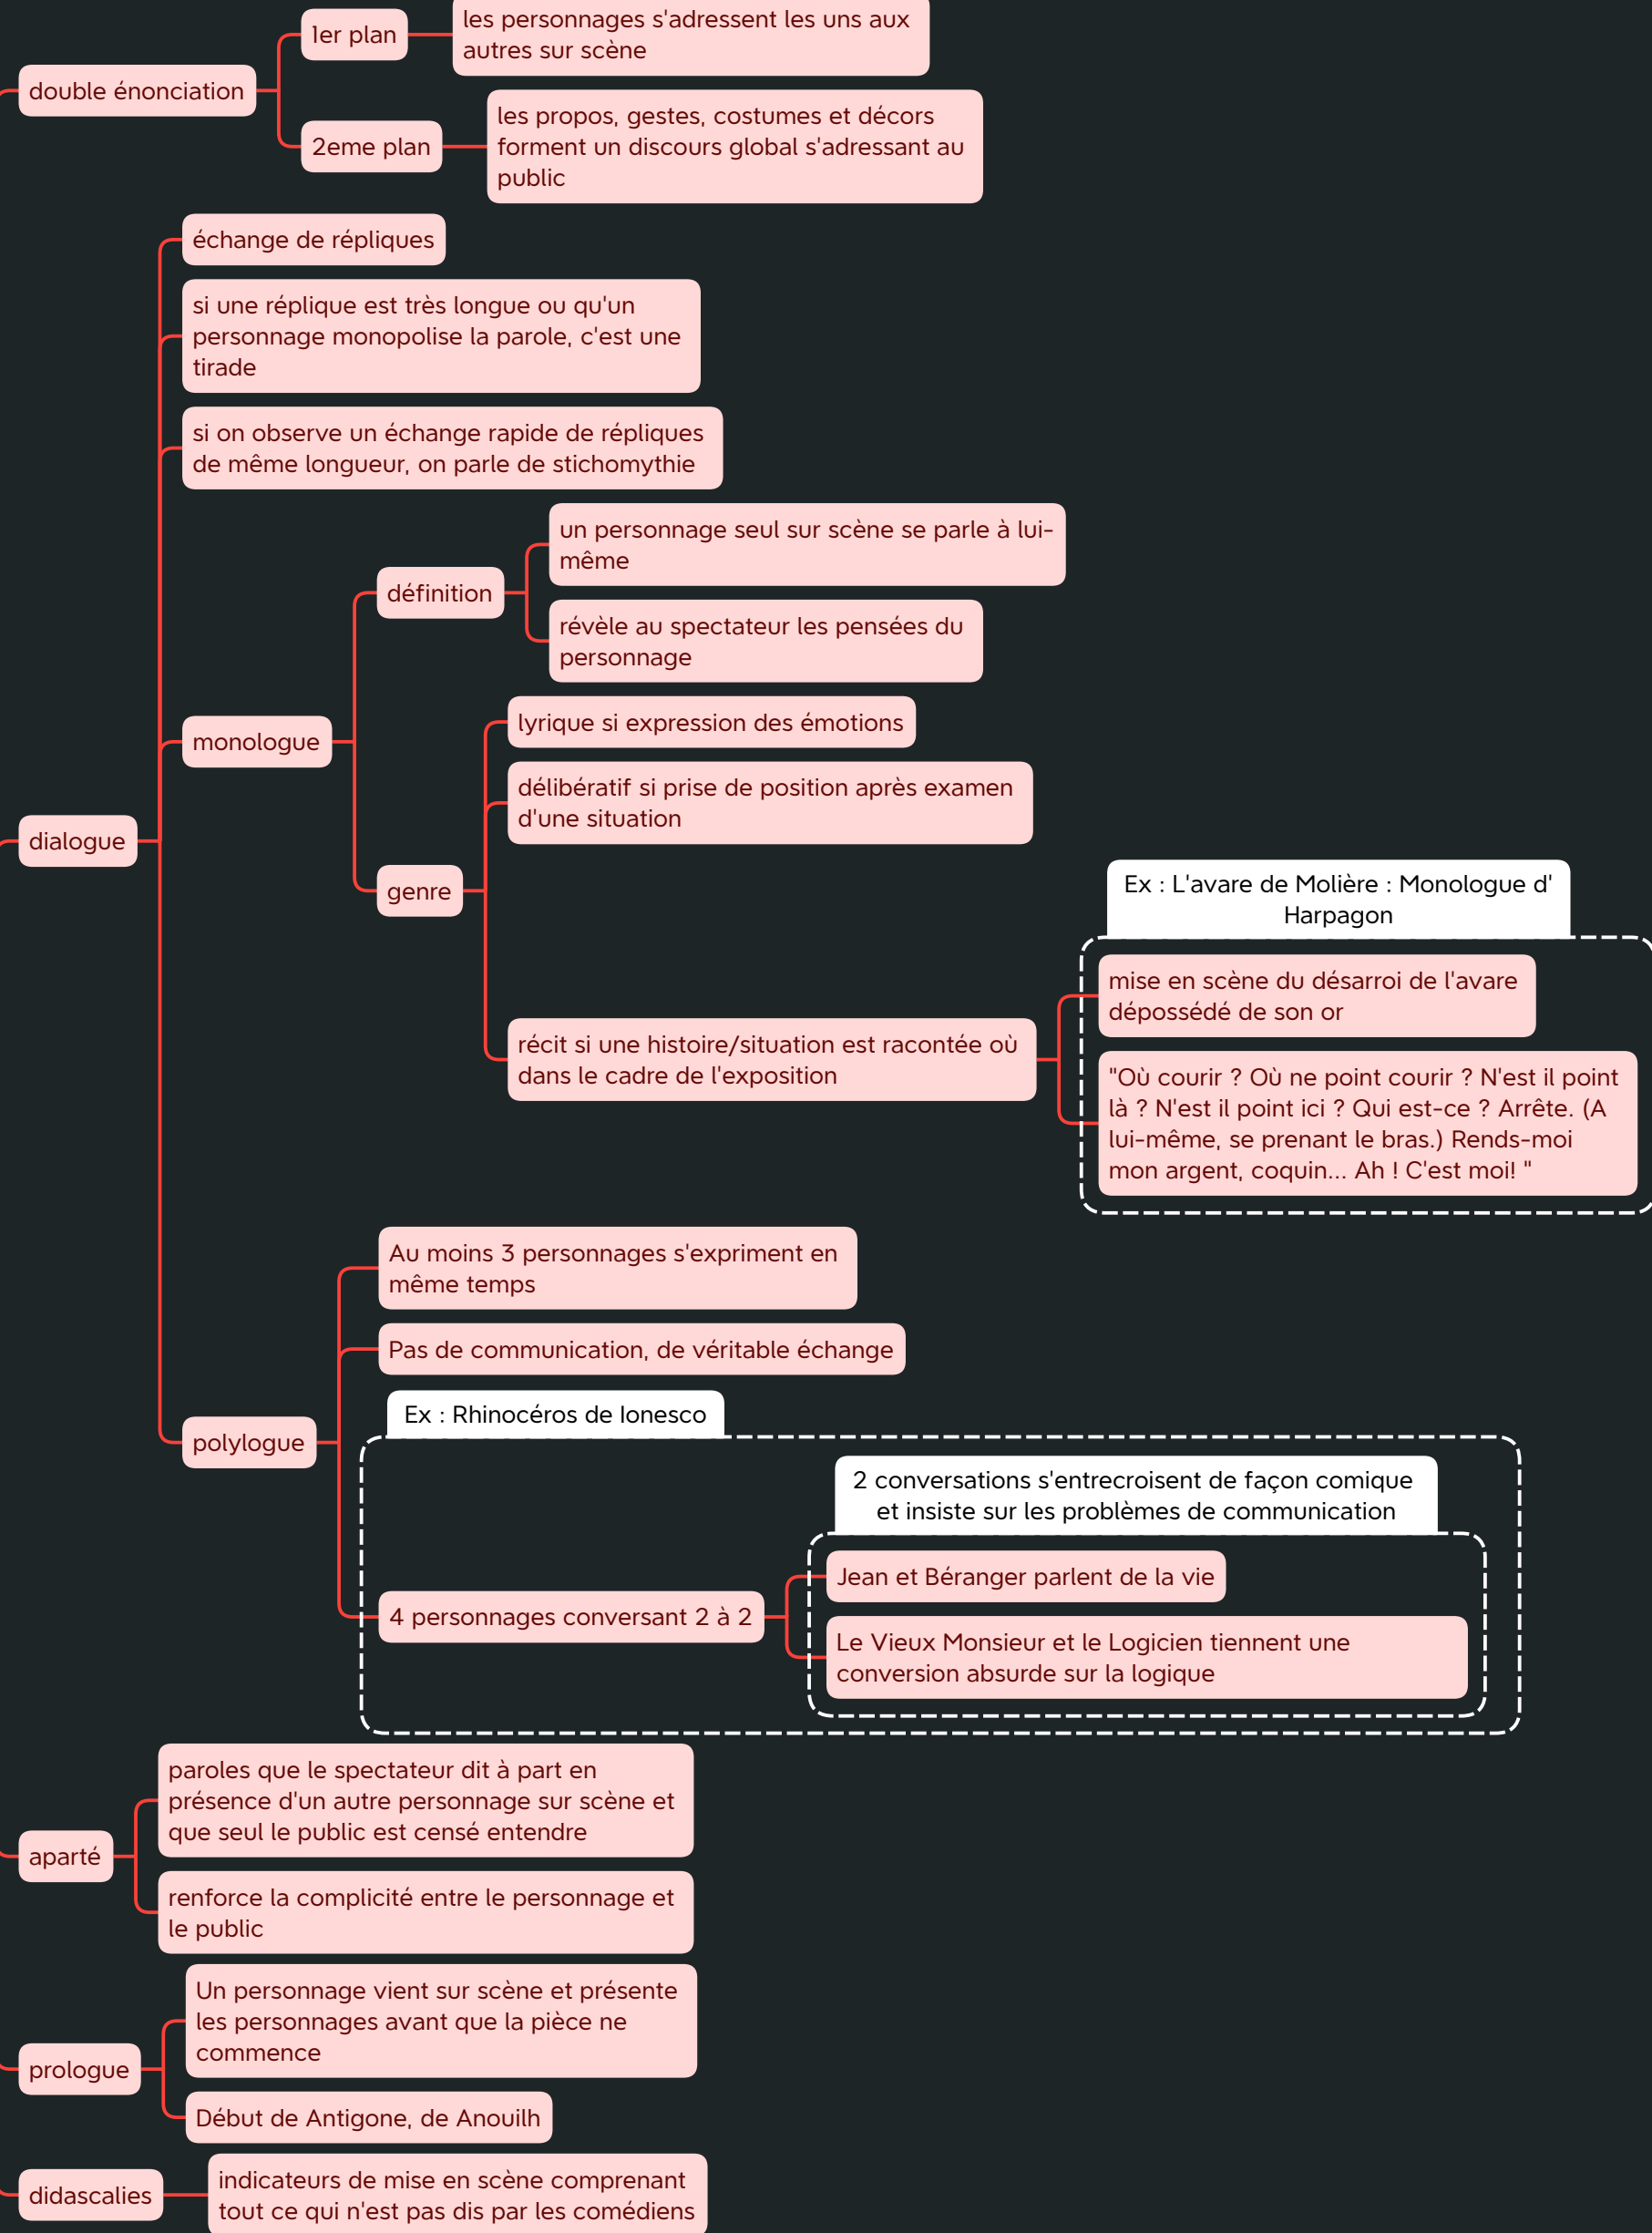 double énonciation
1er plan
les personnages s'adressent les uns aux
autres sur scène
2eme plan
les propos, gestes, costumes et décors
forment un discours global s'adressant au
public
dialogue
échange de répliques
si une réplique est très longue ou qu'un
personnage monopolise la parole, c'est une
tirade
si on observe un échange rapide de répliques
de même longueur, on parle de stichomythie
monologue
définition
un personnage seul sur scène se parle à lui-
même
révèle au spectateur les pensées du
personnage
genre
lyrique si expression des émotions
délibératif si prise de position après examen
d'une situation
récit si une histoire/situation est racontée où
dans le cadre de l'exposition
Ex : L'avare de Molière : Monologue d'
Harpagon
mise en scène du désarroi de l'avare
dépossédé de son or
"Où courir ? Où ne point courir ? N'est il point
là ? N'est il point ici ? Qui est-ce ? Arrête. (A
lui-même, se prenant le bras.) Rends-moi
mon argent, coquin... Ah ! C'est moi! "
polylogue
Au moins 3 personnages s'expriment en
même temps
Pas de communication, de véritable échange
Ex : Rhinocéros de Ionesco
4 personnages conversant 2 à 2
2 conversations s'entrecroisent de façon comique
et insiste sur les problèmes de communication
Jean et Béranger parlent de la vie
Le Vieux Monsieur et le Logicien tiennent une
conversion absurde sur la logique
aparté
paroles que le spectateur dit à part en
présence d'un autre personnage sur scène et
que seul le public est censé entendre
renforce la complicité entre le personnage et
le public
prologue
Un personnage vient sur scène et présente
les personnages avant que la pièce ne
commence
Début de Antigone, de Anouilh
didascalies
indicateurs de mise en scène comprenant
tout ce qui n'est pas dis par les comédiens